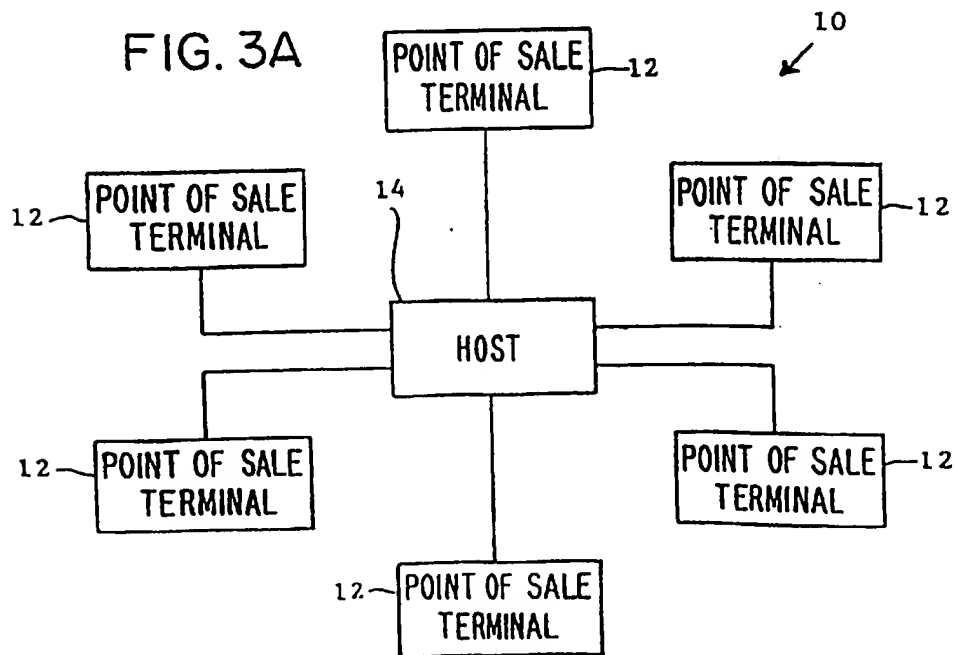 FIG. 3A
10
POINT OF SALE
TERMINAL
12
12
POINT OF SALE
TERMINAL
14
POINT OF SALE
TERMINAL
12
HOST
12
POINT OF SALE
TERMINAL
POINT OF SALE
TERMINAL
12
12
POINT OF SALE
TERMINAL